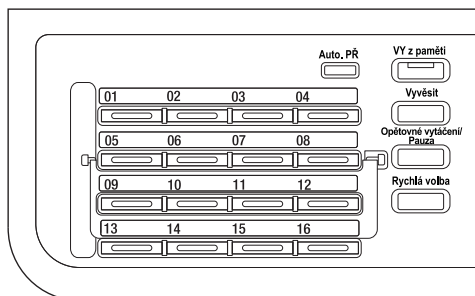 Auto. PŘ
VY z paměti
01 02 03 04
Vyvěsit
Opětovné vytáčení/
Pauza
05 06 07 08
Rychlá volba
09 10 11 12
13 14 15 16